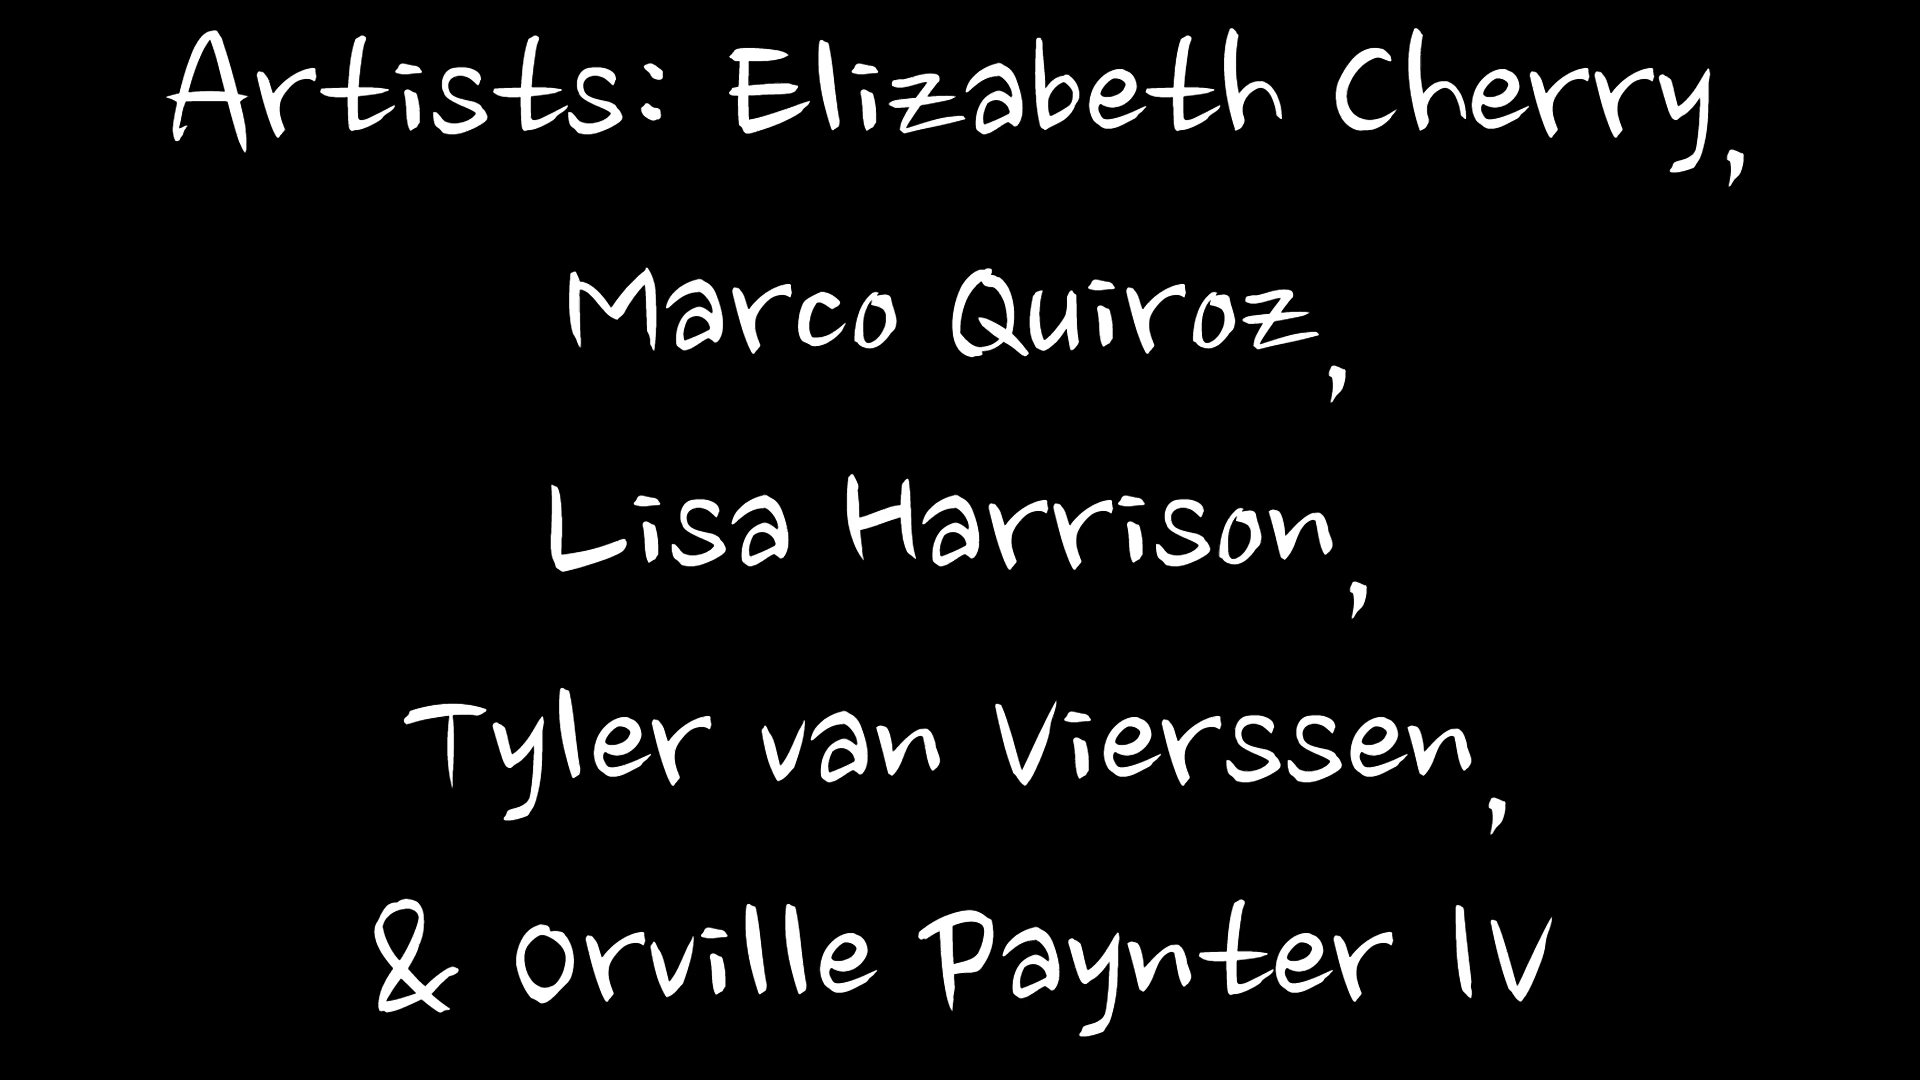 Artists: Elizabeth Cherry,
Marco Quiroz,
Lisa Harrison,
Tyler van Vierssen,
& Orville Paynter IV